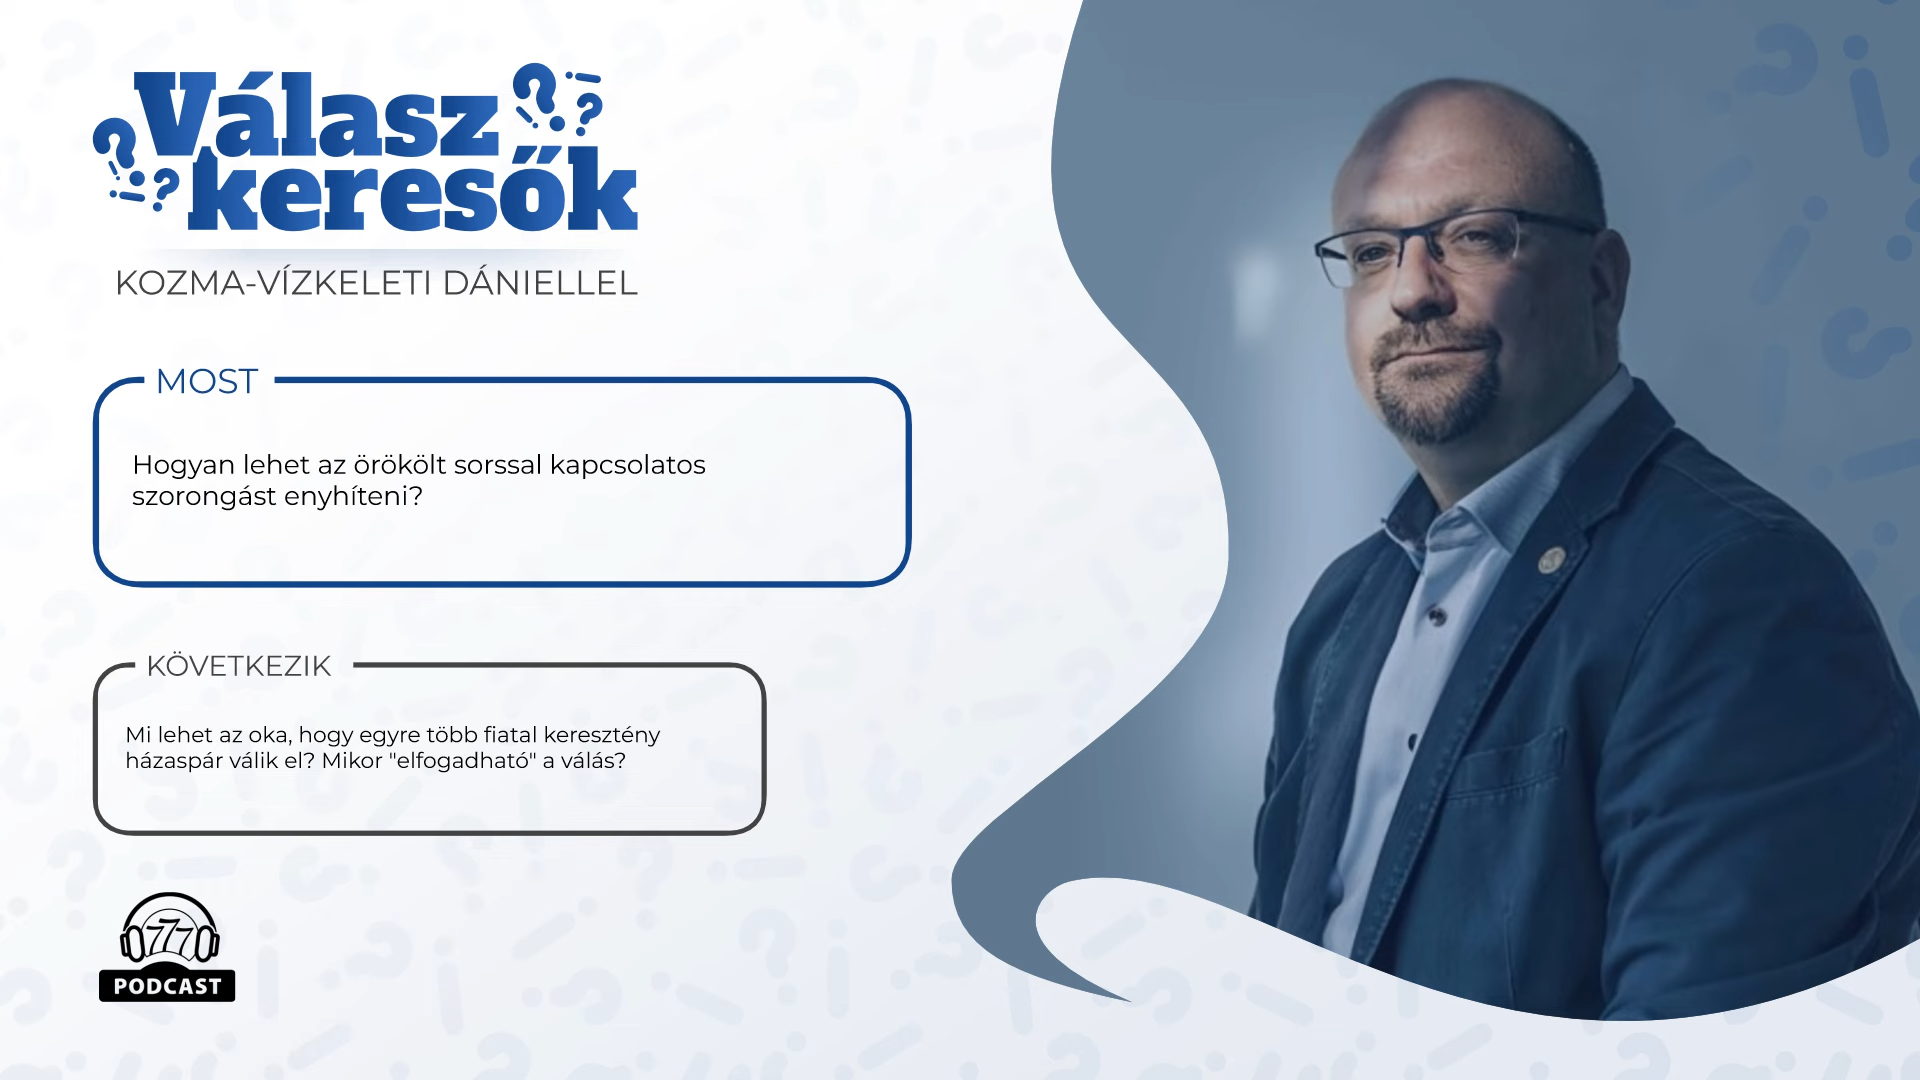 Válasz
keresők
KOZMA-VÍZKELETI DÁNIELLEL
MOST
Hogyan lehet az örökölt sorssal kapcsolatos
szorongást enyhíteni?
KÖVETKEZIK
Mi lehet az oka, hogy egyre több fiatal keresztény
házaspár válik el? Mikor "elfogadható" a válás?
777
PODCAST